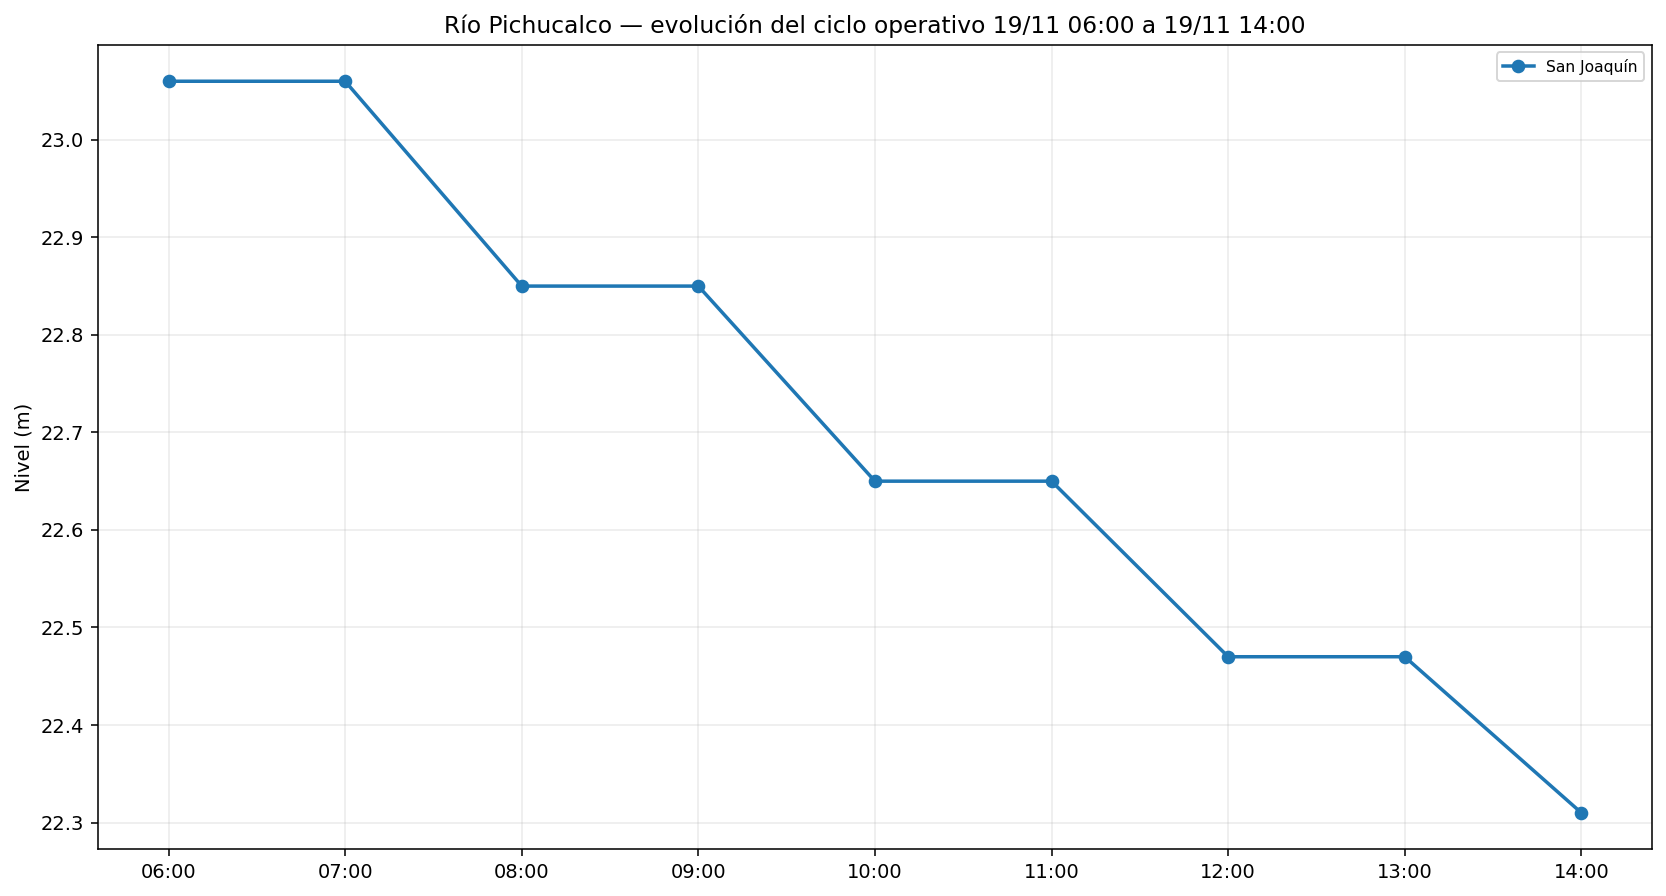 Río Pichucalco — evolución del ciclo operativo 19/11 06:00 a 19/11 14:00
San Joaquín
Nivel (m)
23.0
22.9
22.8
22.7
22.6
22.5
22.4
22.3
06:00 07:00 08:00 09:00 10:00 11:00 12:00 13:00 14:00